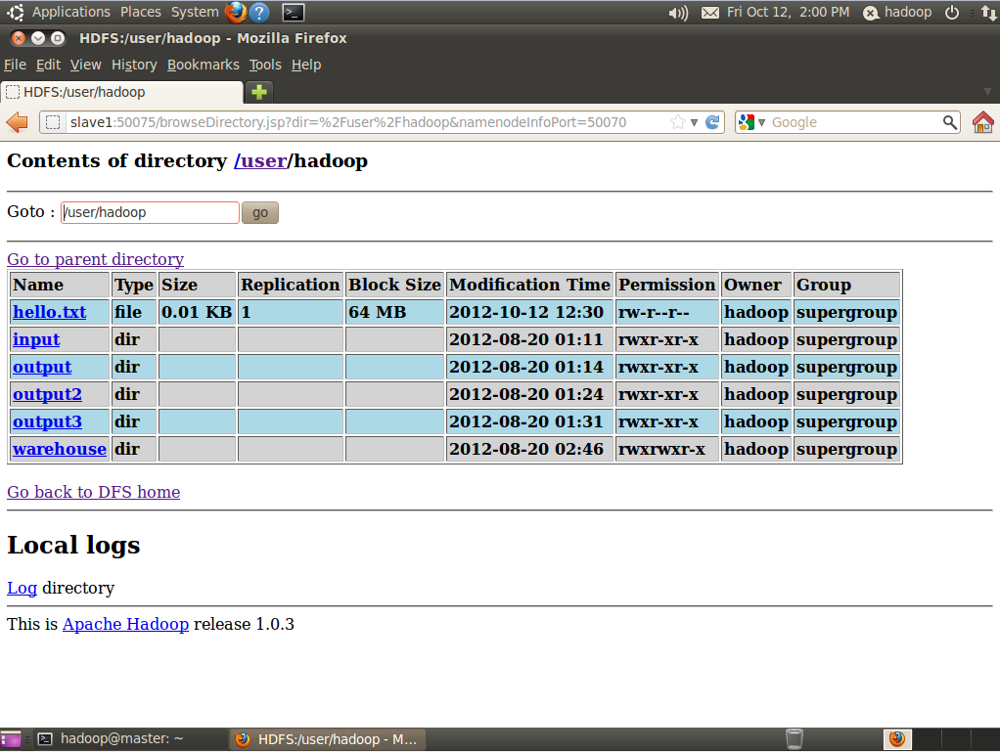 Applications Places System Fri Oct 12, 2:00 PM hadoop
HDFS:/user/hadoop - Mozilla Firefox
File Edit View History Bookmarks Tools Help
HDFS:/user/hadoop
slave1:50075/browseDirectory.jsp?dir=%2Fuser%2Fhadoop&namenodeInfoPort=50070 Google
Contents of directory /user/hadoop
Goto : /user/hadoop go
Go to parent directory
Name Type Size Replication Block Size Modification Time Permission Owner Group
hello.txt file 0.01 KB 1 64 MB 2012-10-12 12:30 rw-r--r-- hadoop supergroup
input dir 2012-08-20 01:11 rwxr-xr-x hadoop supergroup
output dir 2012-08-20 01:14 rwxr-xr-x hadoop supergroup
output2 dir 2012-08-20 01:24 rwxr-xr-x hadoop supergroup
output3 dir 2012-08-20 01:31 rwxr-xr-x hadoop supergroup
warehouse dir 2012-08-20 02:46 rwxrwxr-x hadoop supergroup
Go back to DFS home
Local logs
Log directory
This is Apache Hadoop release 1.0.3
hadoop@master: ~ HDFS:/user/hadoop - M...